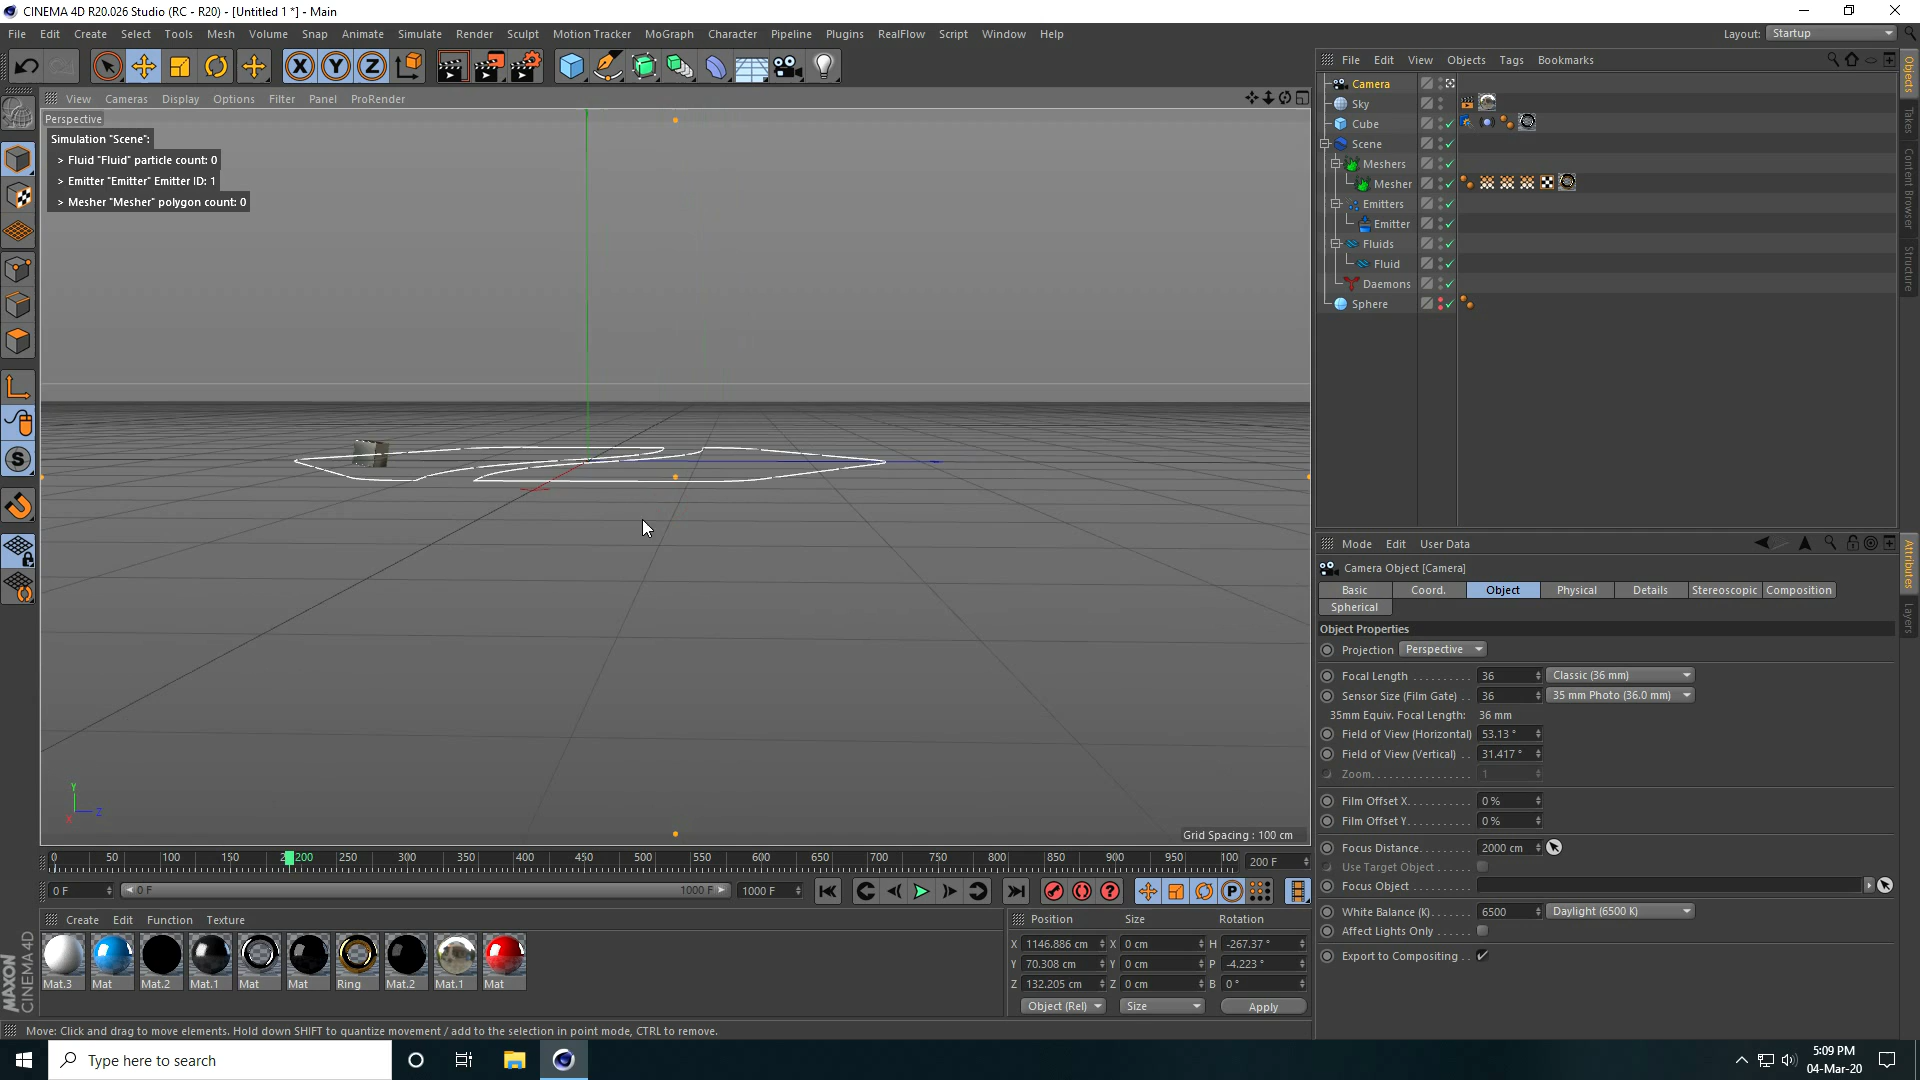 CINEMA 4D R20.026 Studio (RC - R20) - [Untitled 1 *] - Main
File Edit Create Select Tools Mesh Volume Snap Animate Simulate Render Sculpt Motion Tracker MoGraph Character Pipeline Plugins RealFlow Script Window Help
Layout: Startup
X Y Z
File Edit View Objects Tags Bookmarks
View Cameras Display Options Filter Panel ProRender
Perspective
Simulation "Scene":
> Fluid "Fluid" particle count: 0
> Emitter "Emitter" Emitter ID: 1
> Mesher "Mesher" polygon count: 0
Camera
Sky
Cube
Scene
Meshers
Mesher
Emitters
Emitter
Fluids
Fluid
Daemons
Sphere
Objects
Takes
Content Browser
Structure
Attributes
Layers
Mode Edit User Data
Camera Object [Camera]
Basic Coord. Object Physical Details Stereoscopic Composition
Spherical
Object Properties
Projection Perspective
Focal Length . . . . . . . . . . 36 Classic (36 mm)
Sensor Size (Film Gate) . . 36 35 mm Photo (36.0 mm)
35mm Equiv. Focal Length: 36 mm
Field of View (Horizontal) 53.13 °
Field of View (Vertical) . . 31.417 °
Zoom. . . . . . . . . . . . . . . . . 1
Film Offset X. . . . . . . . . . . 0 %
Film Offset Y. . . . . . . . . . . 0 %
Focus Distance. . . . . . . . . 2000 cm
Use Target Object . . . . . . .
Focus Object . . . . . . . . . .
White Balance (K). . . . . . . 6500 Daylight (6500 K)
Affect Lights Only . . . . . . .
Export to Compositing . .
Y
Z
X
Grid Spacing : 100 cm
0 50 100 150 200 250 300 350 400 450 500 550 600 650 700 750 800 850 900 950 100 200 F
0 F 0 F 1000 F 1000 F
Create Edit Function Texture
Position Size Rotation
X 1146.886 cm X 0 cm H -267.37 °
Y 70.308 cm Y 0 cm P -4.223 °
Z 132.205 cm Z 0 cm B 0 °
Object (Rel) Size Apply
Mat.3 Mat Mat.2 Mat.1 Mat Mat Ring Mat.2 Mat.1 Mat
MAXON
CINEMA 4D
Move: Click and drag to move elements. Hold down SHIFT to quantize movement / add to the selection in point mode, CTRL to remove.
Type here to search
5:09 PM
04-Mar-20